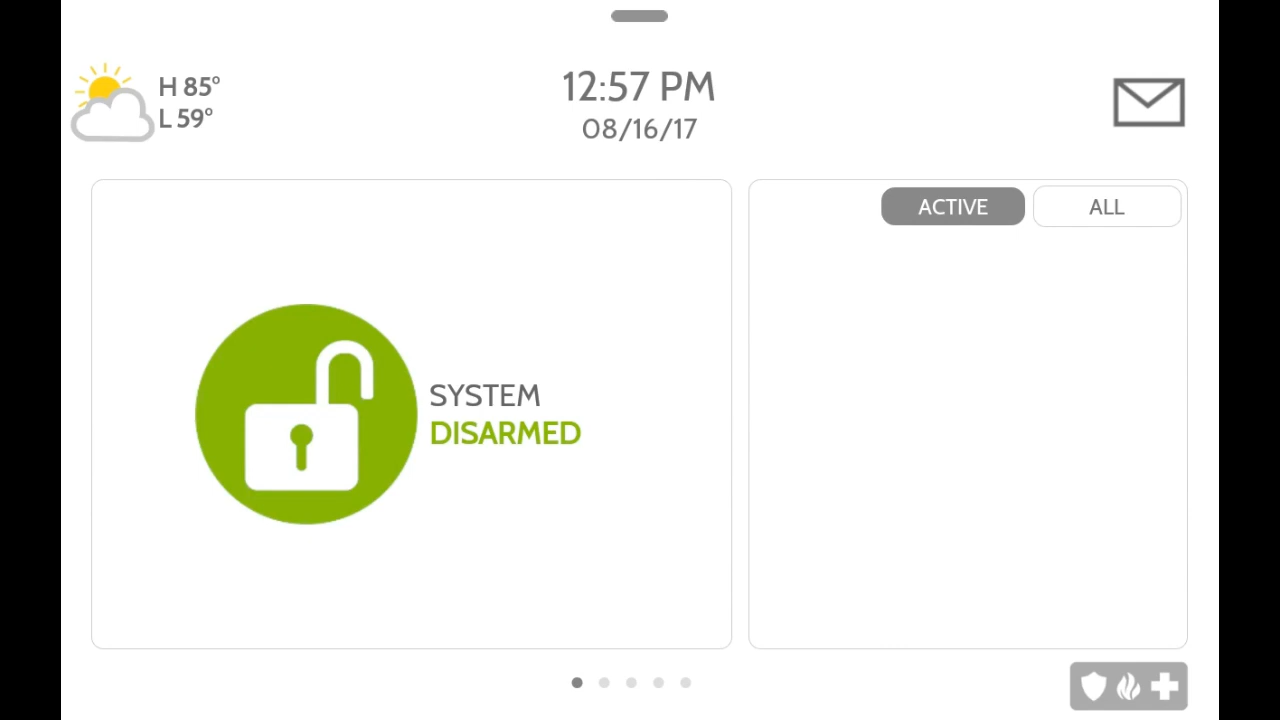 H 85°
L 59°
12:57 PM
08/16/17
ACTIVE
ALL
SYSTEM
DISARMED